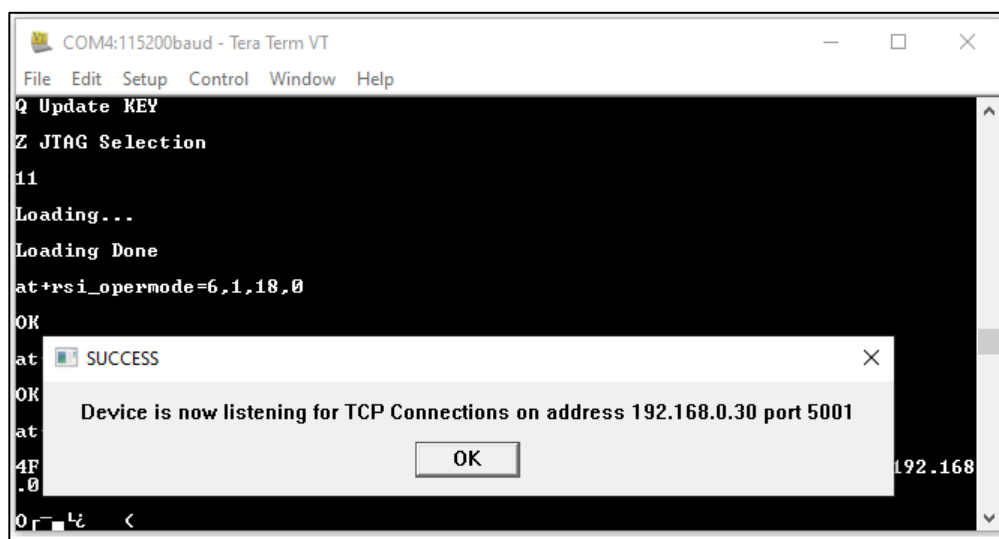 COM4:115200baud - Tera Term VT
File Edit Setup Control Window Help
Q Update KEY
Z JTAG Selection
11
Loading...
Loading Done
at+rsi_opermode=6,1,18,0
OK
at
SUCCESS
OK
Device is now listening for TCP Connections on address 192.168.0.30 port 5001
at
OK
4F 192.168
.0